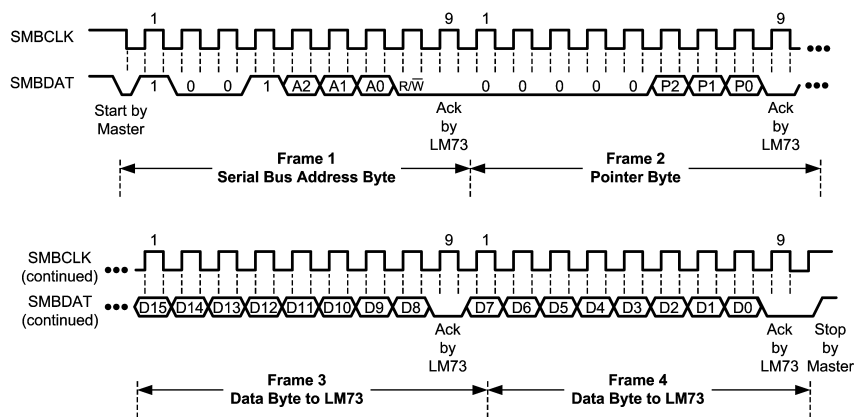 1 9 1 9
SMBCLK
SMBDAT
1 0 0 1 A2 A1 A0 R/W̅ 0 0 0 0 0 P2 P1 P0
Start by
Master
Ack
by
LM73
Ack
by
LM73
Frame 1
Serial Bus Address Byte
Frame 2
Pointer Byte
1 9 1 9
SMBCLK
(continued)
SMBDAT
(continued)
D15 D14 D13 D12 D11 D10 D9 D8 D7 D6 D5 D4 D3 D2 D1 D0
Ack
by
LM73
Ack
by
LM73
Stop
by
Master
Frame 3
Data Byte to LM73
Frame 4
Data Byte to LM73